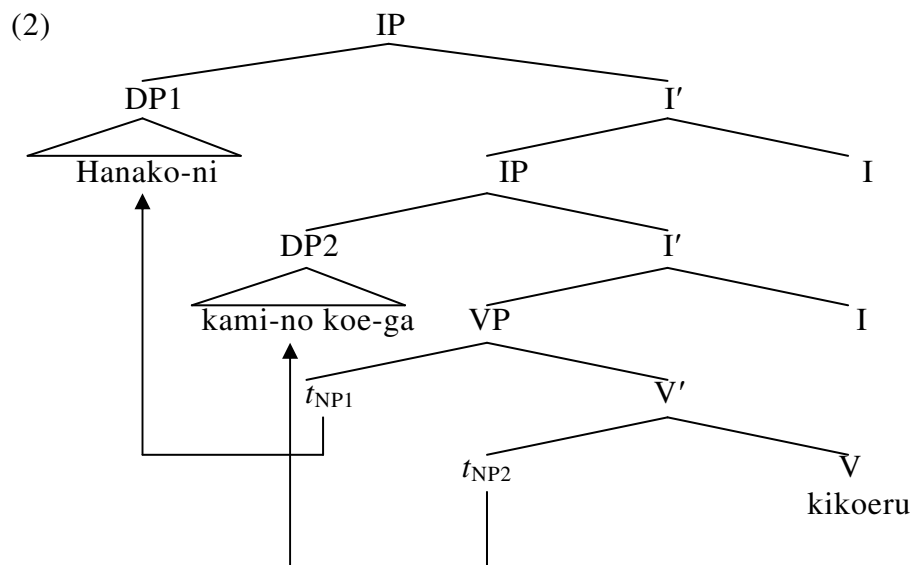 (2)
IP
DP1 I′
Hanako-ni IP I
DP2 I′
kami-no koe-ga VP I
tNP1 V′
tNP2 V
kikoeru